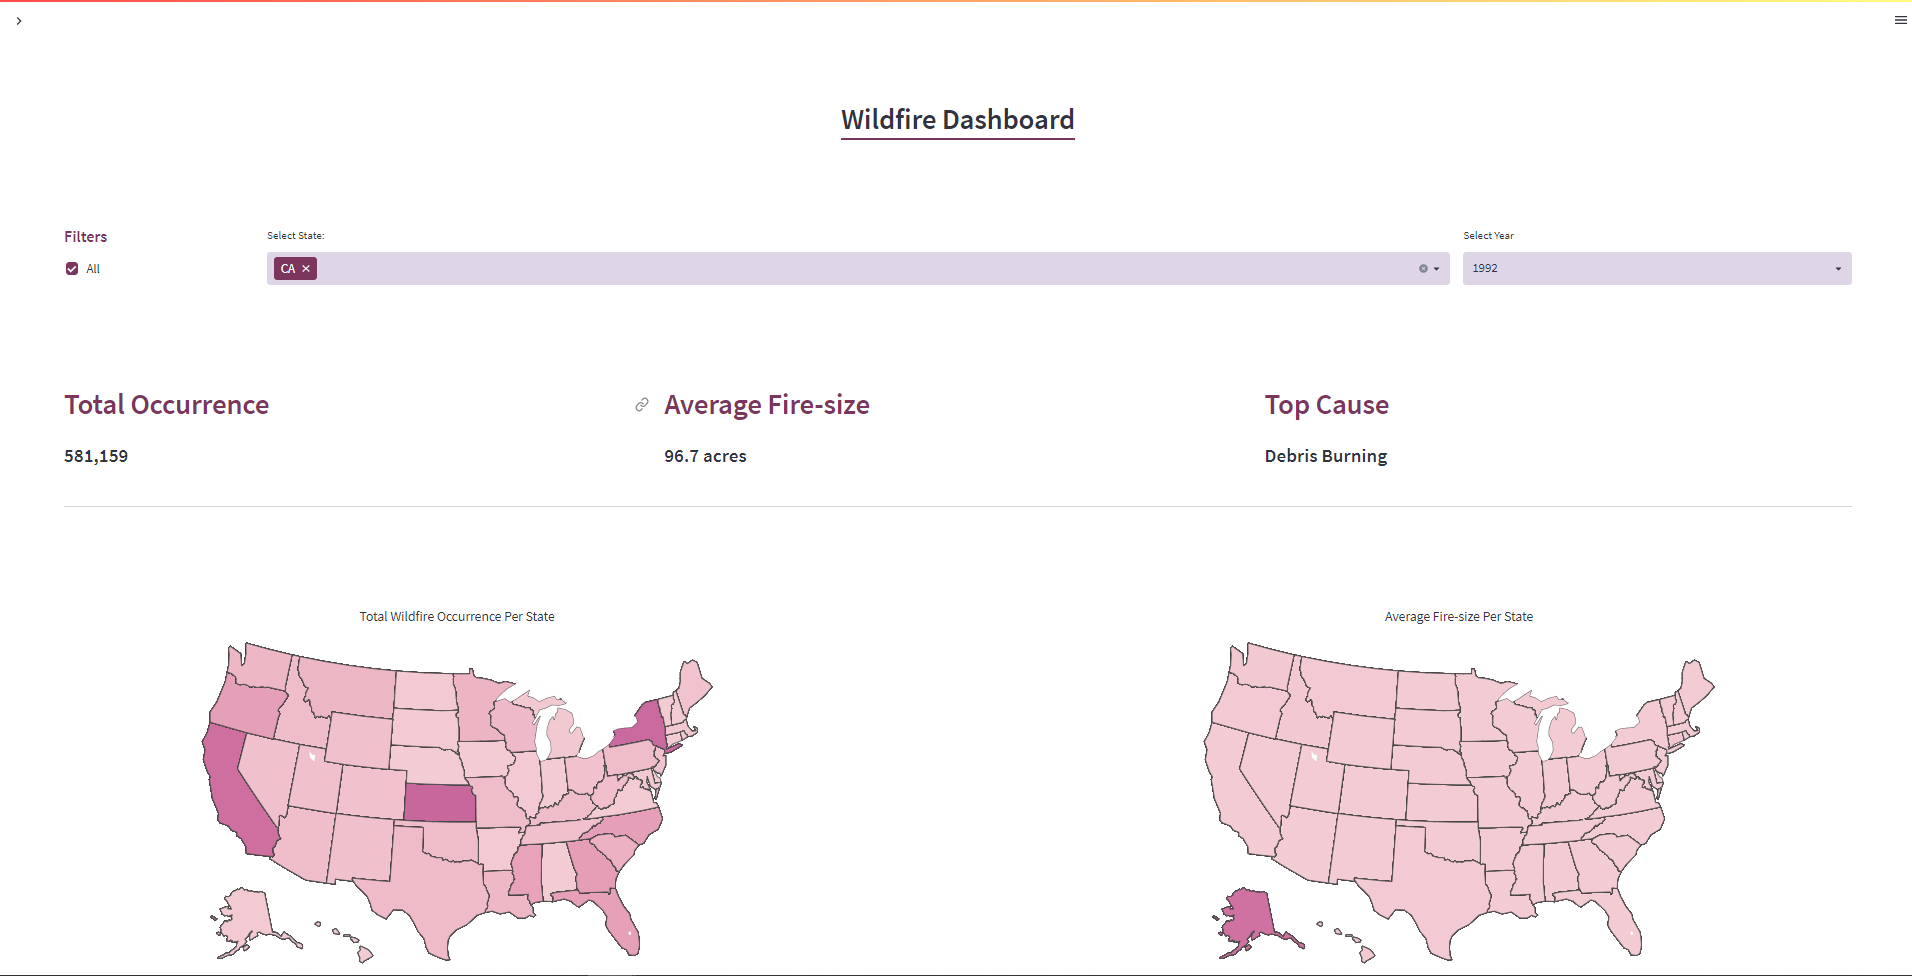 Wildfire Dashboard
Filters
Select State:
Select Year
All
CA
1992
Total Occurrence
Average Fire-size
Top Cause
581,159
96.7 acres
Debris Burning
Total Wildfire Occurrence Per State
Average Fire-size Per State